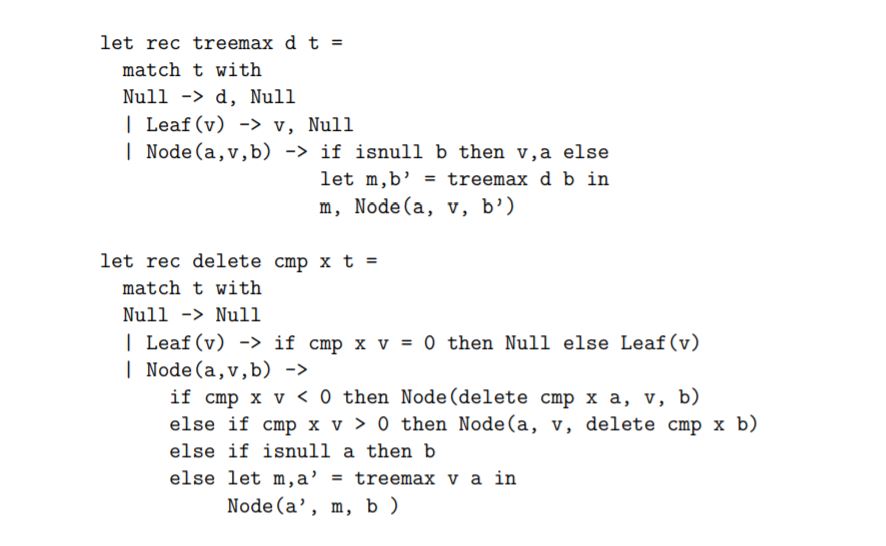 let rec treemax d t =
match t with
Null -> d, Null
| Leaf(v) -> v, Null
| Node(a,v,b) -> if isnull b then v,a else
let m,b’ = treemax d b in
m, Node(a, v, b’)
let rec delete cmp x t =
match t with
Null -> Null
| Leaf(v) -> if cmp x v = 0 then Null else Leaf(v)
| Node(a,v,b) ->
if cmp x v < 0 then Node(delete cmp x a, v, b)
else if cmp x v > 0 then Node(a, v, delete cmp x b)
else if isnull a then b
else let m,a’ = treemax v a in
Node(a’, m, b )